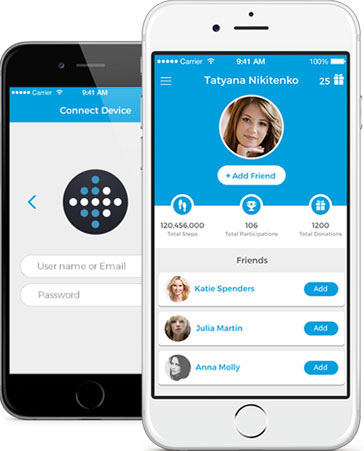 Carrier 9:41 AM
Connect Device
User name or Email
Password
Carrier 9:41 AM 100%
Tatyana Nikitenko 25
+ Add Friend
120.456.000 106 1200
Total Steps Total Participations Total Donations
Friends
Katie Spenders Add
Julia Martin Add
Anna Molly Add